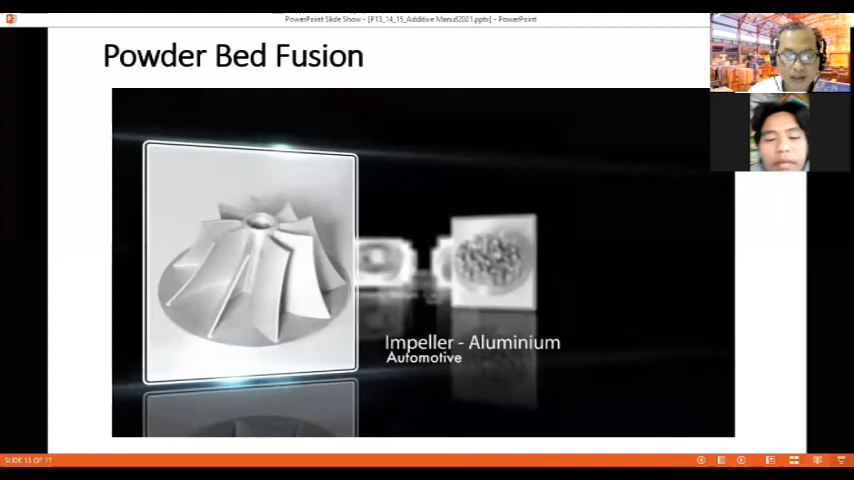 PowerPoint Slide Show - [P13_14_15_Additive Manuf2021.pptx] - PowerPoint
Powder Bed Fusion
Impeller - Aluminium
Automotive
SLIDE 13 OF 17